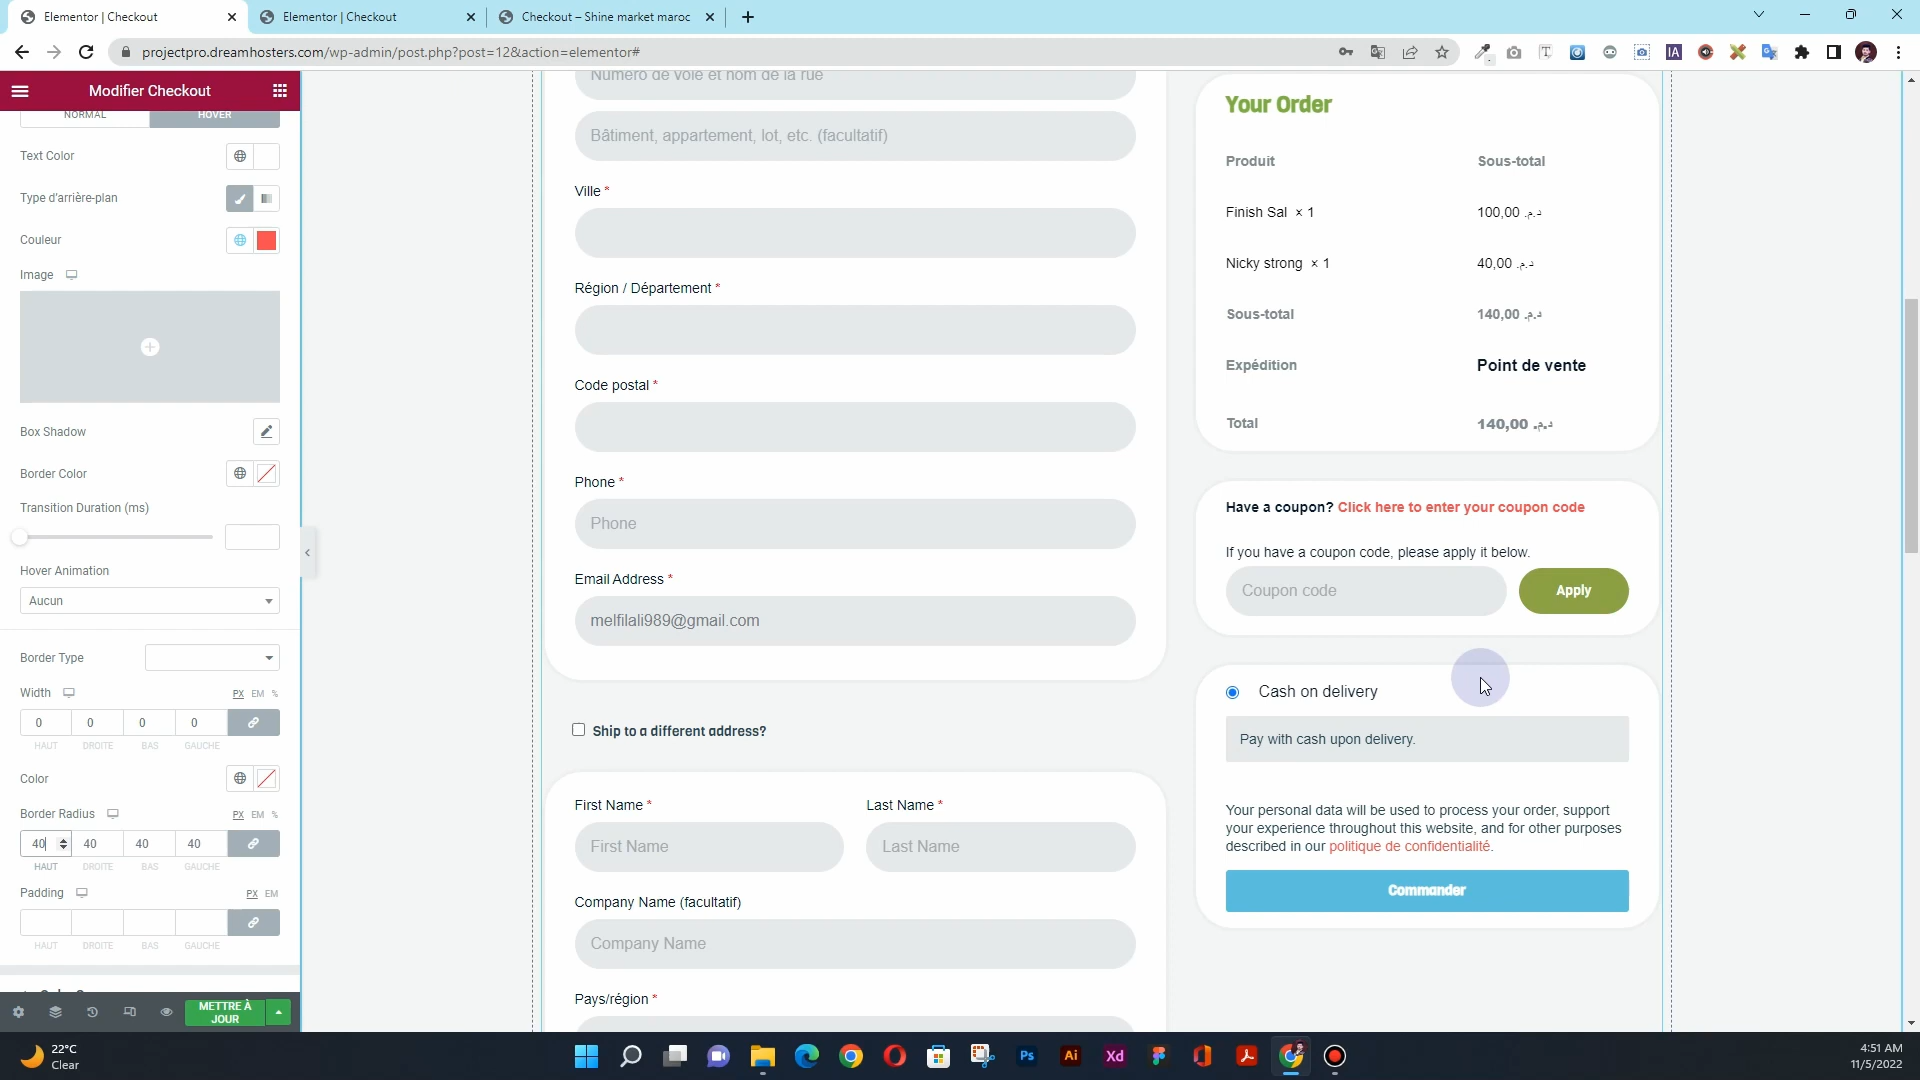 Elementor | Checkout
Elementor | Checkout
Checkout – Shine market maroc
projectpro.dreamhosters.com/wp-admin/post.php?post=12&action=elementor#
Modifier Checkout
NORMAL
HOVER
Text Color
Type d'arrière-plan
Couleur
Image
Box Shadow
Border Color
Transition Duration (ms)
Hover Animation
Aucun
Border Type
Width
PX EM %
0 0 0 0
HAUT DROITE BAS GAUCHE
Color
Border Radius
PX EM %
40 40 40 40
HAUT DROITE BAS GAUCHE
Padding
PX EM
HAUT DROITE BAS GAUCHE
METTRE À JOUR
Numéro de voie et nom de la rue
Bâtiment, appartement, lot, etc. (facultatif)
Ville *
Région / Département *
Code postal *
Phone *
Phone
Email Address *
melfilali989@gmail.com
Ship to a different address?
First Name *
Last Name *
First Name
Last Name
Company Name (facultatif)
Company Name
Pays/région *
Your Order
Produit Sous-total
Finish Sal × 1 100,00 د.م.
Nicky strong × 1 40,00 د.م.
Sous-total 140,00 د.م.
Expédition Point de vente
Total 140,00 د.م.
Have a coupon? Click here to enter your coupon code
If you have a coupon code, please apply it below.
Coupon code
Apply
Cash on delivery
Pay with cash upon delivery.
Your personal data will be used to process your order, support
your experience throughout this website, and for other purposes
described in our politique de confidentialité.
Commander
22°C
Clear
Ps
Ai
Xd
4:51 AM
11/5/2022